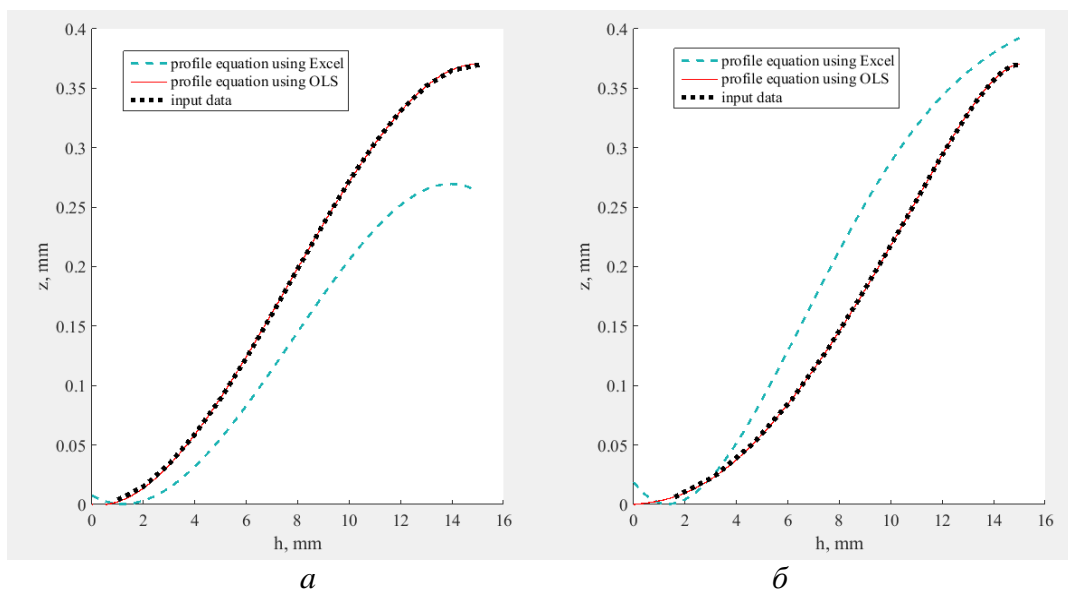 0.4
0.35
0.3
0.25
0.2
0.15
0.1
0.05
0
z, mm
profile equation using Excel
profile equation using OLS
input data
0 2 4 6 8 10 12 14 16
h, mm
а
0.4
0.35
0.3
0.25
0.2
0.15
0.1
0.05
0
z, mm
profile equation using Excel
profile equation using OLS
input data
0 2 4 6 8 10 12 14 16
h, mm
б